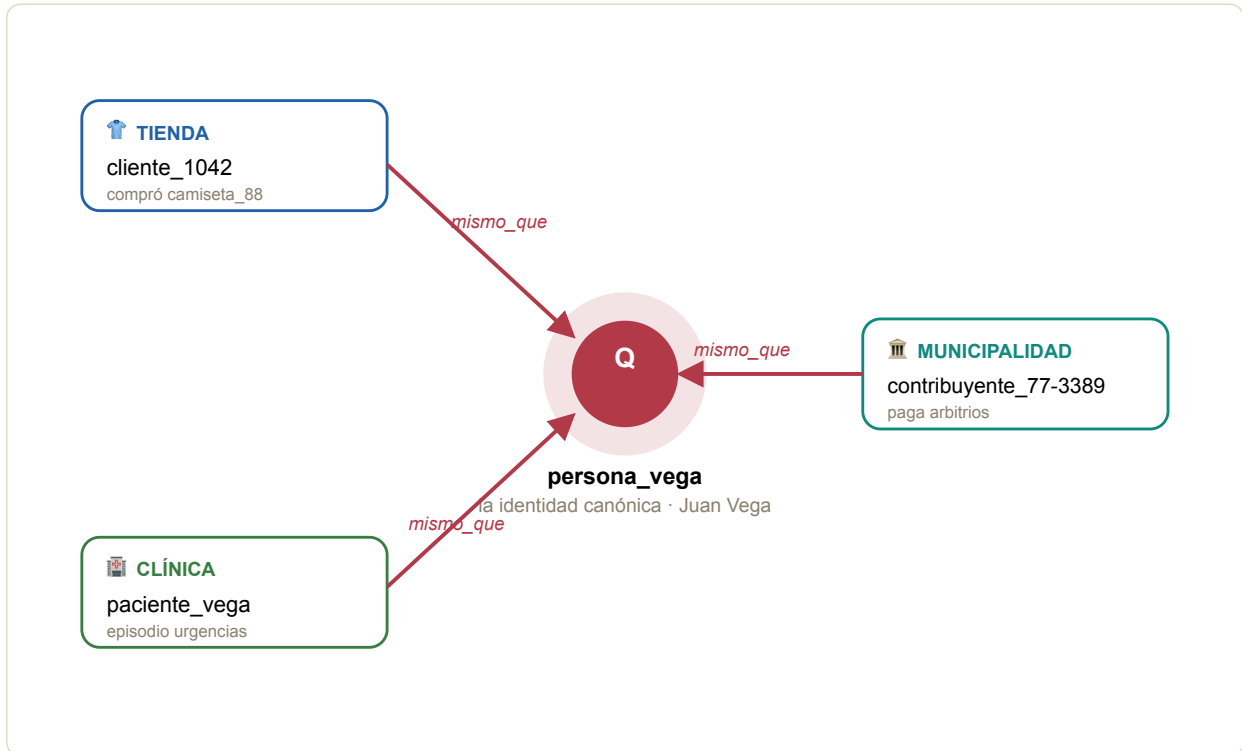 TIENDA
cliente_1042
compró camiseta_88
mismo_que
Q
mismo_que
MUNICIPALIDAD
contribuyente_77-3389
paga arbitrios
persona_vega
la identidad canónica · Juan Vega
mismo_que
CLÍNICA
paciente_vega
episodio urgencias